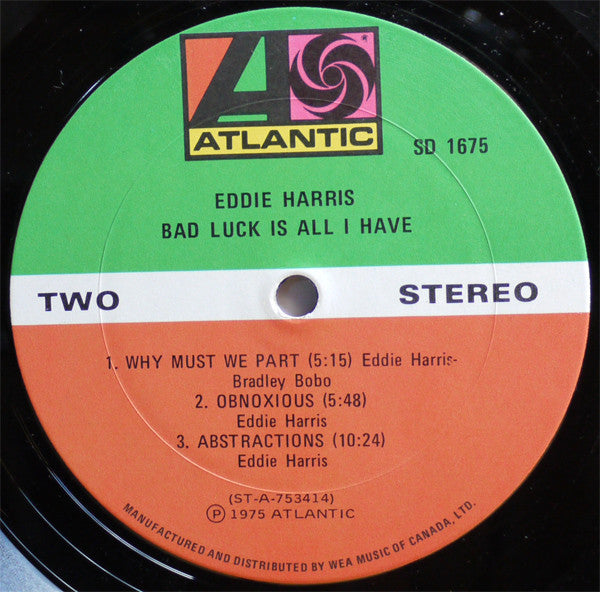 ATLANTIC
SD 1675
EDDIE HARRIS
BAD LUCK IS ALL I HAVE
TWO STEREO
1. WHY MUST WE PART (5:15) Eddie Harris-
Bradley Bobo
2. OBNOXIOUS (5:48)
Eddie Harris
3. ABSTRACTIONS (10:24)
Eddie Harris
(ST-A-753414)
Ⓟ 1975 ATLANTIC
MANUFACTURED AND DISTRIBUTED BY WEA MUSIC OF CANADA, LTD.